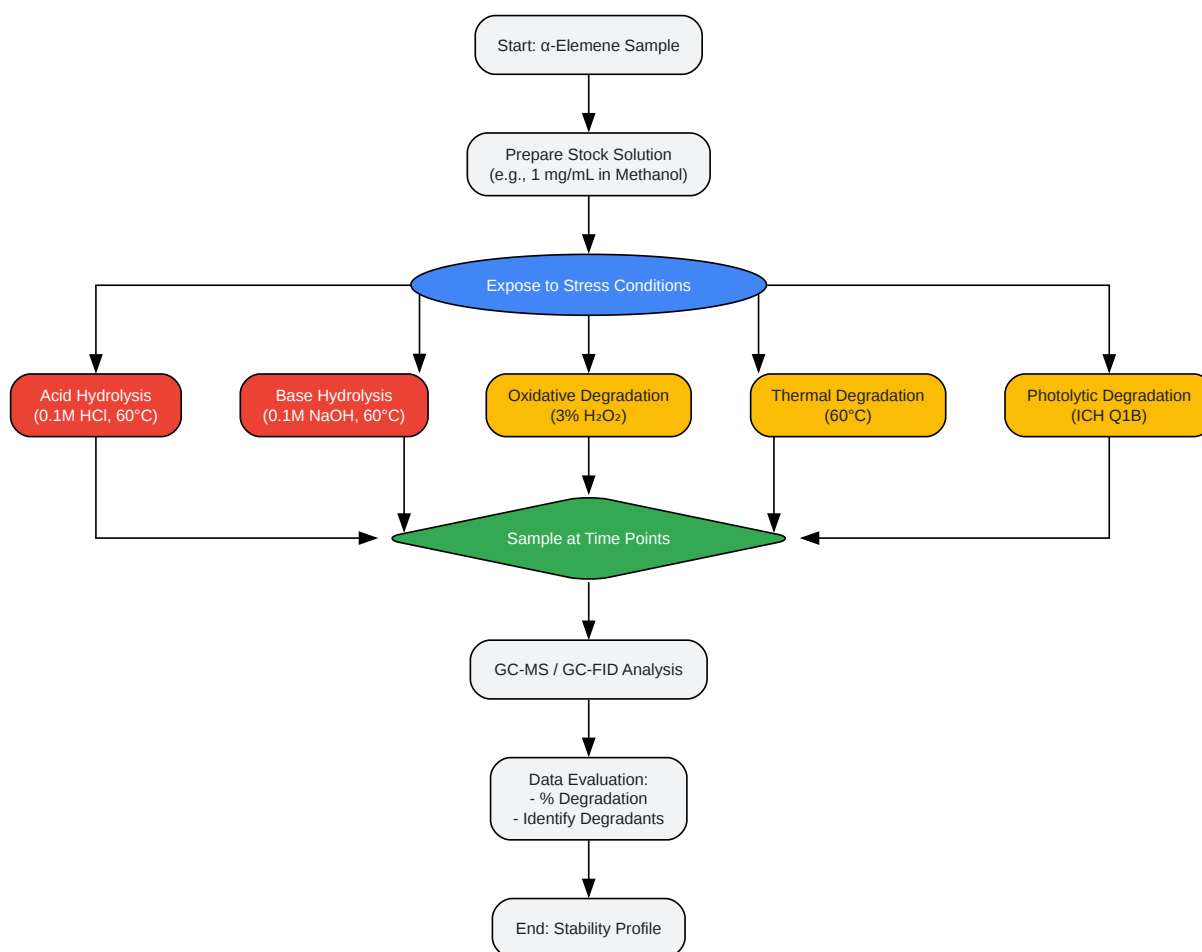 Start: α-Elemene Sample
Prepare Stock Solution
(e.g., 1 mg/mL in Methanol)
Expose to Stress Conditions
Acid Hydrolysis
(0.1M HCl, 60°C)
Base Hydrolysis
(0.1M NaOH, 60°C)
Oxidative Degradation
(3% H₂O₂)
Thermal Degradation
(60°C)
Photolytic Degradation
(ICH Q1B)
Sample at Time Points
GC-MS / GC-FID Analysis
Data Evaluation:
- % Degradation
- Identify Degradants
End: Stability Profile